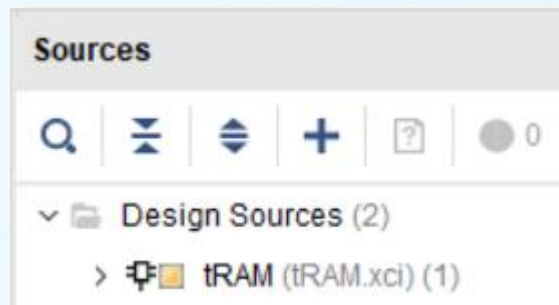 Sources
? 0
Design Sources (2)
tRAM (tRAM.xci) (1)